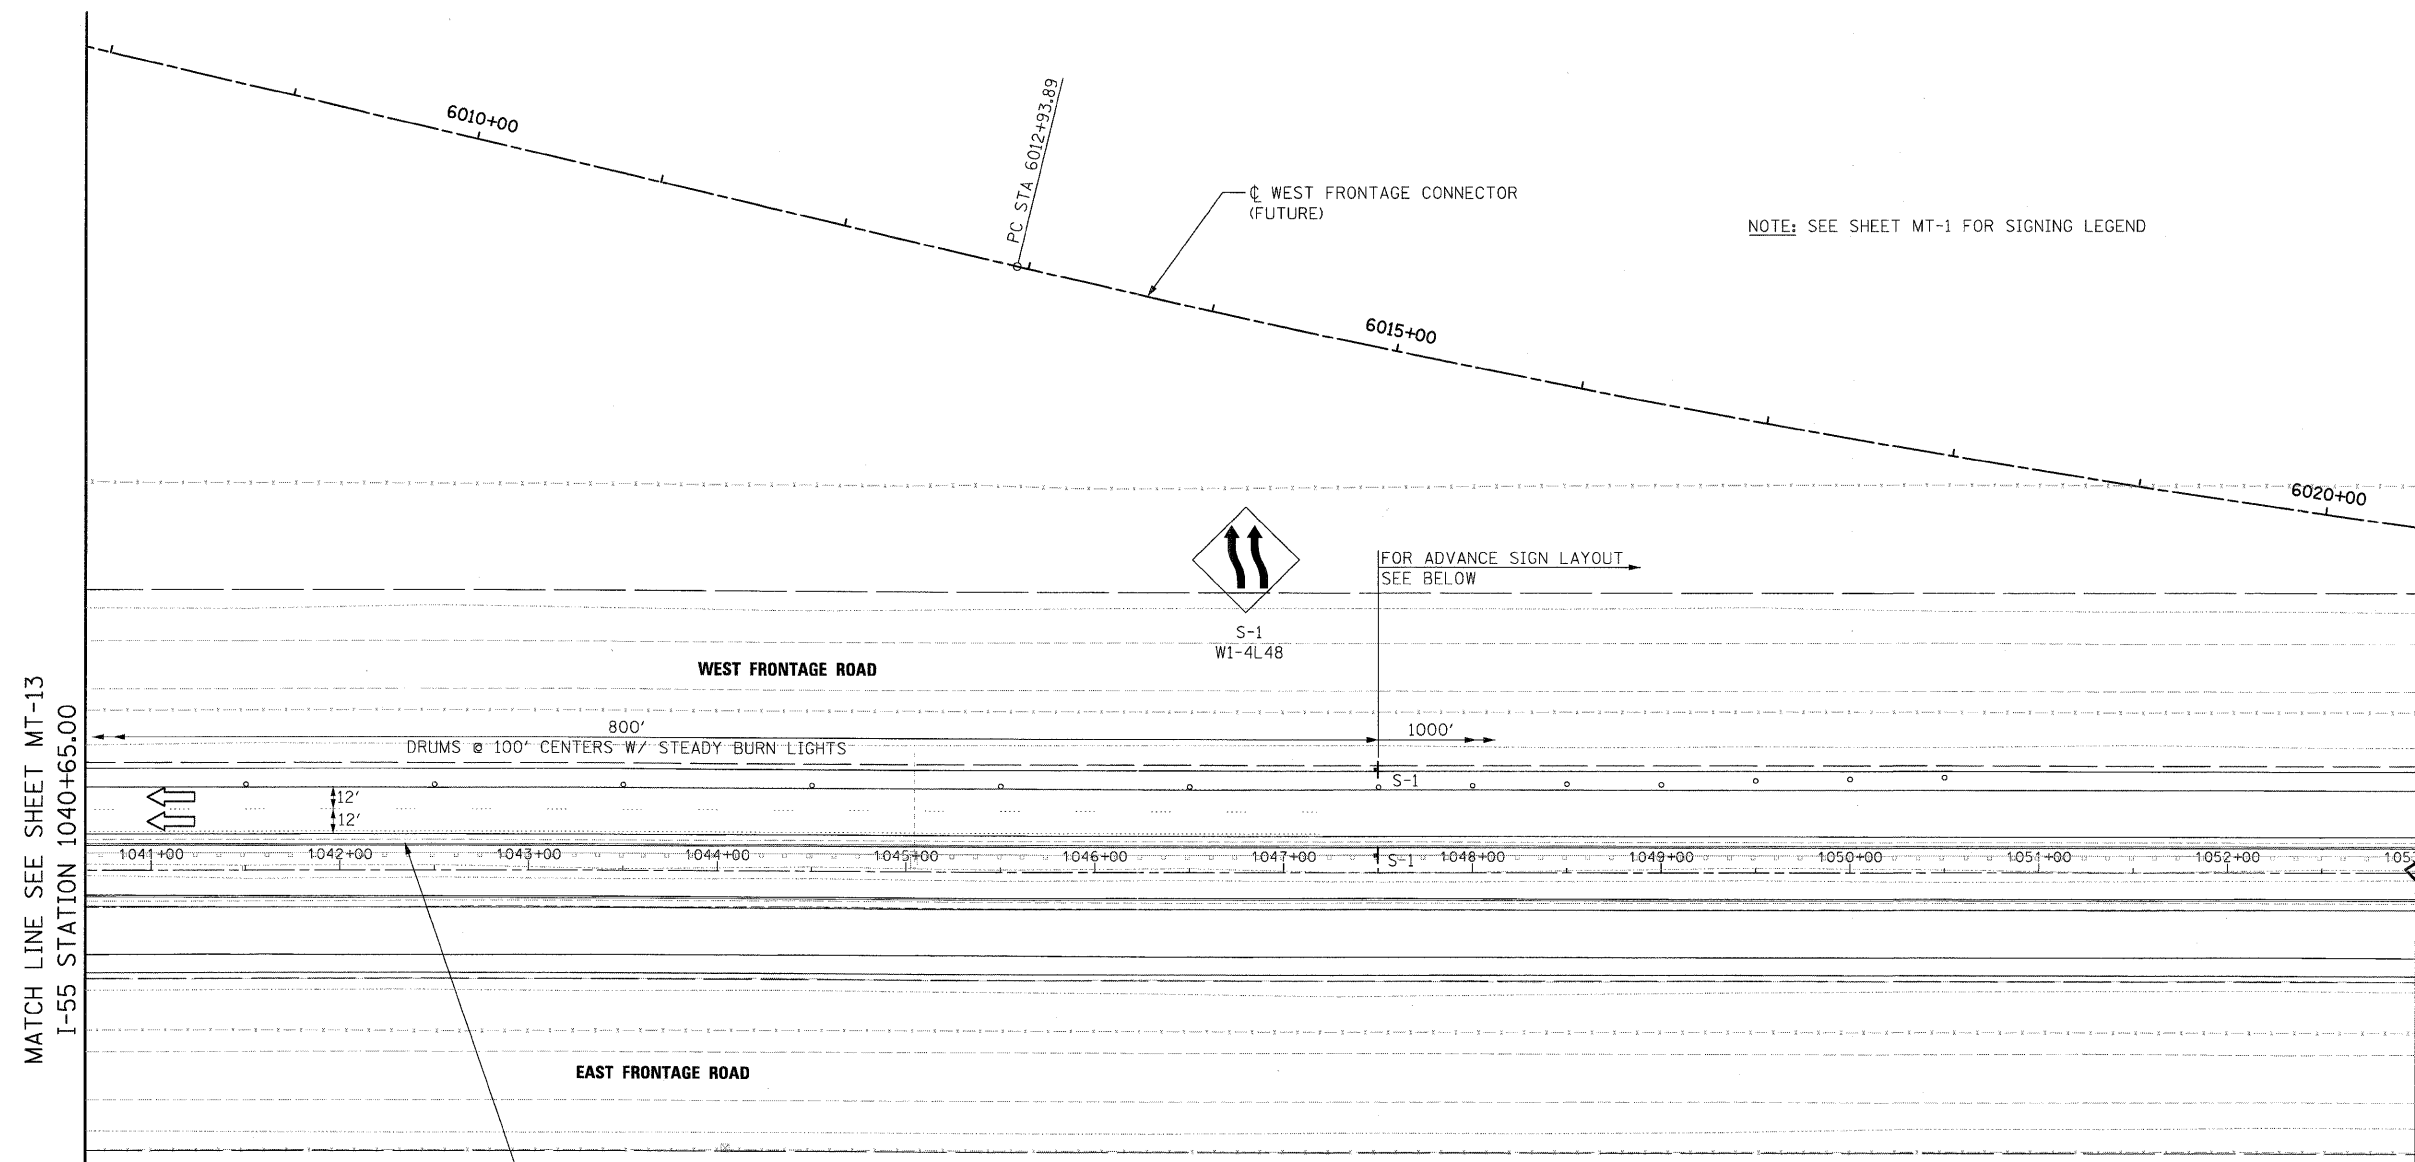 6010+00
PC STA 6012+93.89
℄ WEST FRONTAGE CONNECTOR
(FUTURE)
NOTE: SEE SHEET MT-1 FOR SIGNING LEGEND
6015+00
6020+00
FOR ADVANCE SIGN LAYOUT
SEE BELOW
S-1
W1-4L48
WEST FRONTAGE ROAD
MATCH LINE SEE SHEET MT-13
I-55 STATION 1040+65.00
800'
1000'
DRUMS @ 100' CENTERS W/ STEADY BURN LIGHTS
S-1
12'
12'
1041+00 1042+00 1043+00 1044+00 1045+00 1046+00 1047+00 S-1 1048+00 1049+00 1050+00 1051+00 1052+00
EAST FRONTAGE ROAD